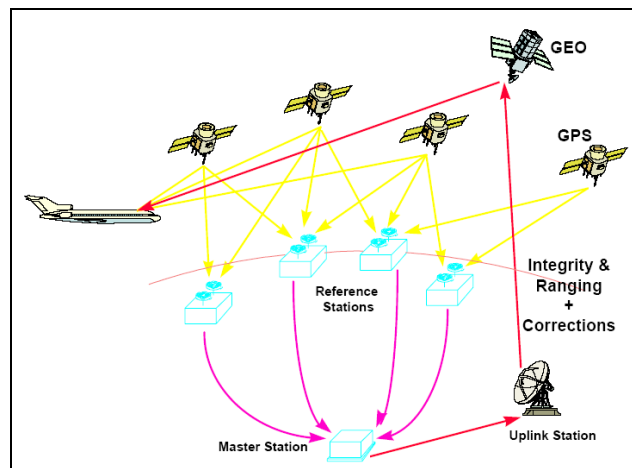 GEO
GPS
Integrity &
Ranging
+
Corrections
Reference
Stations
Master Station
Uplink Station